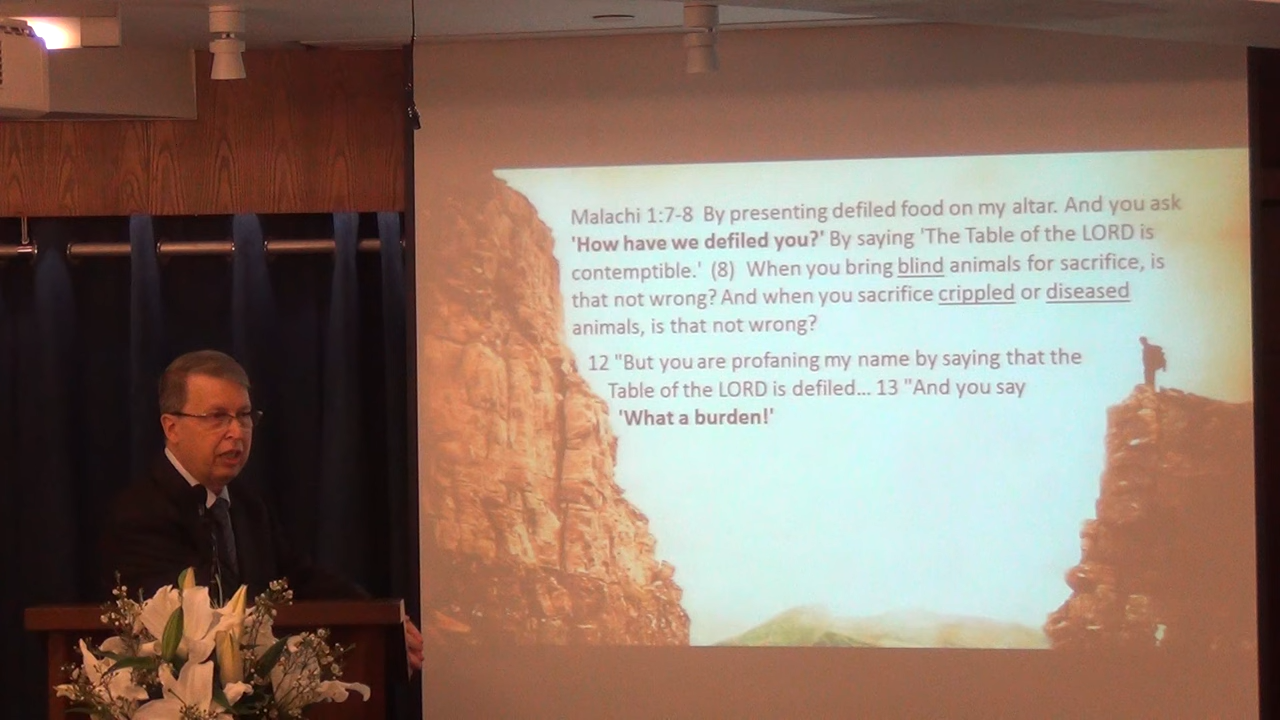 Malachi 1:7-8  By presenting defiled food on my altar. And you ask
'How have we defiled you?' By saying 'The Table of the LORD is
contemptible.'  (8)  When you bring blind animals for sacrifice, is
that not wrong? And when you sacrifice crippled or diseased
animals, is that not wrong?
12 "But you are profaning my name by saying that the
Table of the LORD is defiled... 13 "And you say
'What a burden!'